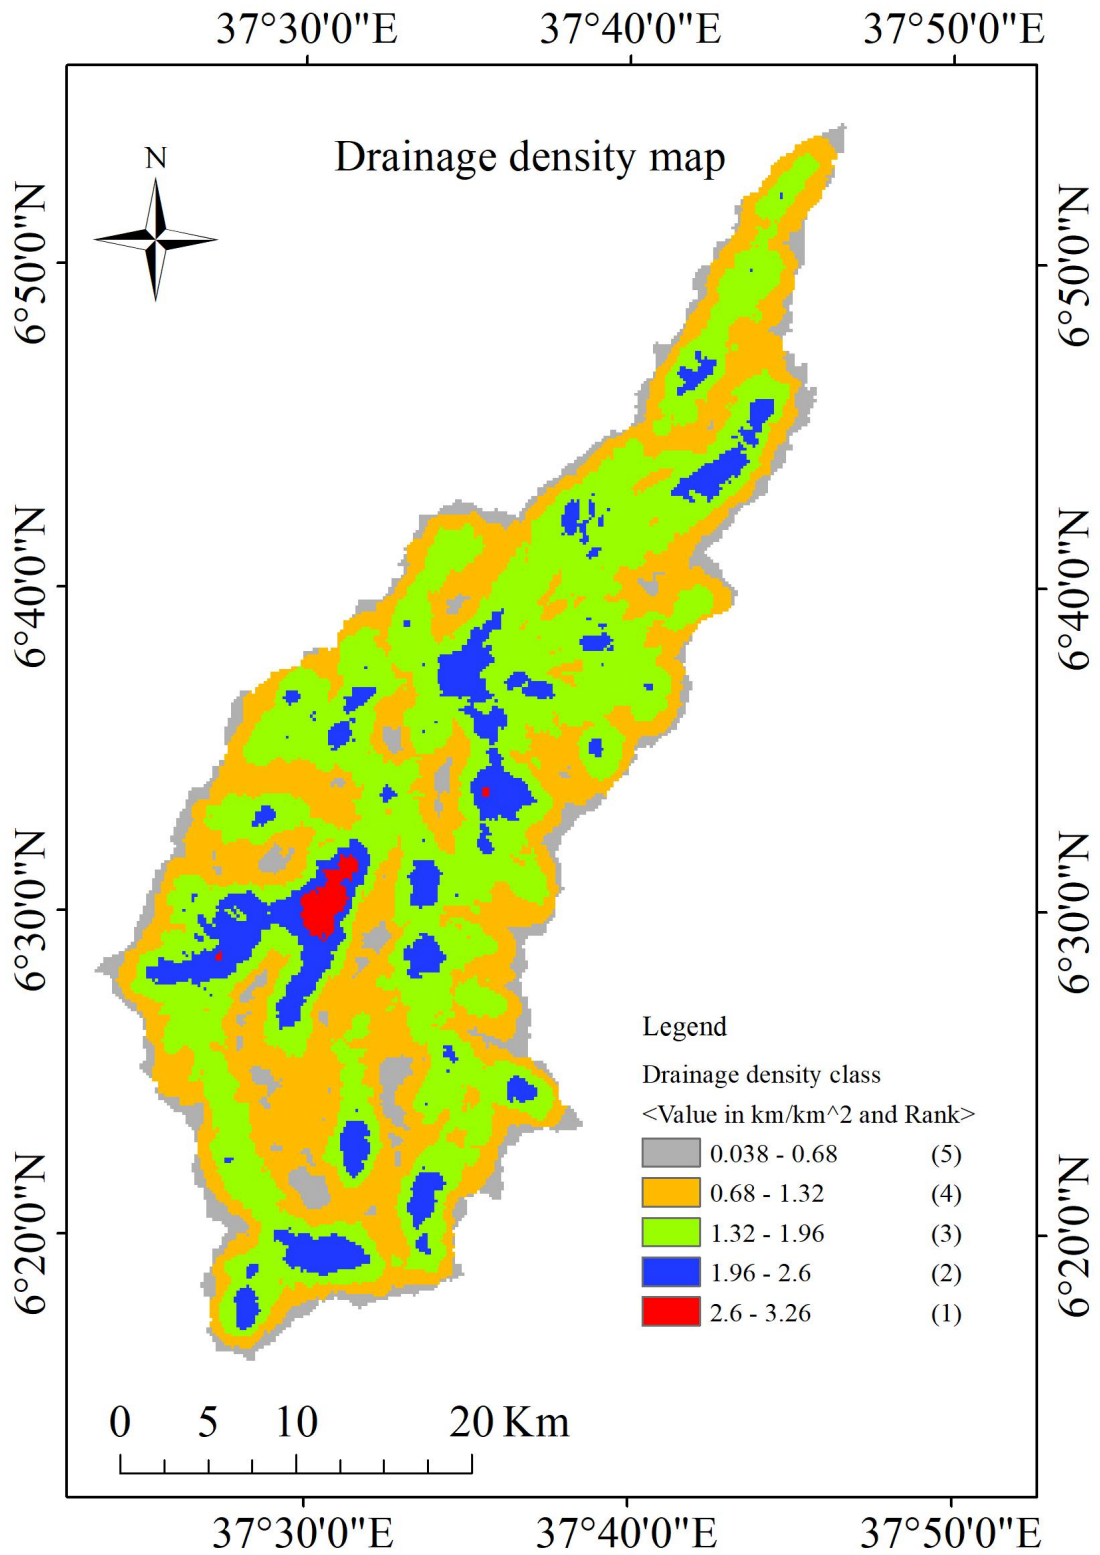 37°30'0"E 37°40'0"E 37°50'0"E
Drainage density map
N
6°50'0"N
6°50'0"N
6°40'0"N
6°40'0"N
6°30'0"N
6°30'0"N
6°20'0"N
6°20'0"N
Legend
Drainage density class
<Value in km/km^2 and Rank>
0.038 - 0.68 (5)
0.68 - 1.32 (4)
1.32 - 1.96 (3)
1.96 - 2.6 (2)
2.6 - 3.26 (1)
0 5 10 20 Km
37°30'0"E 37°40'0"E 37°50'0"E